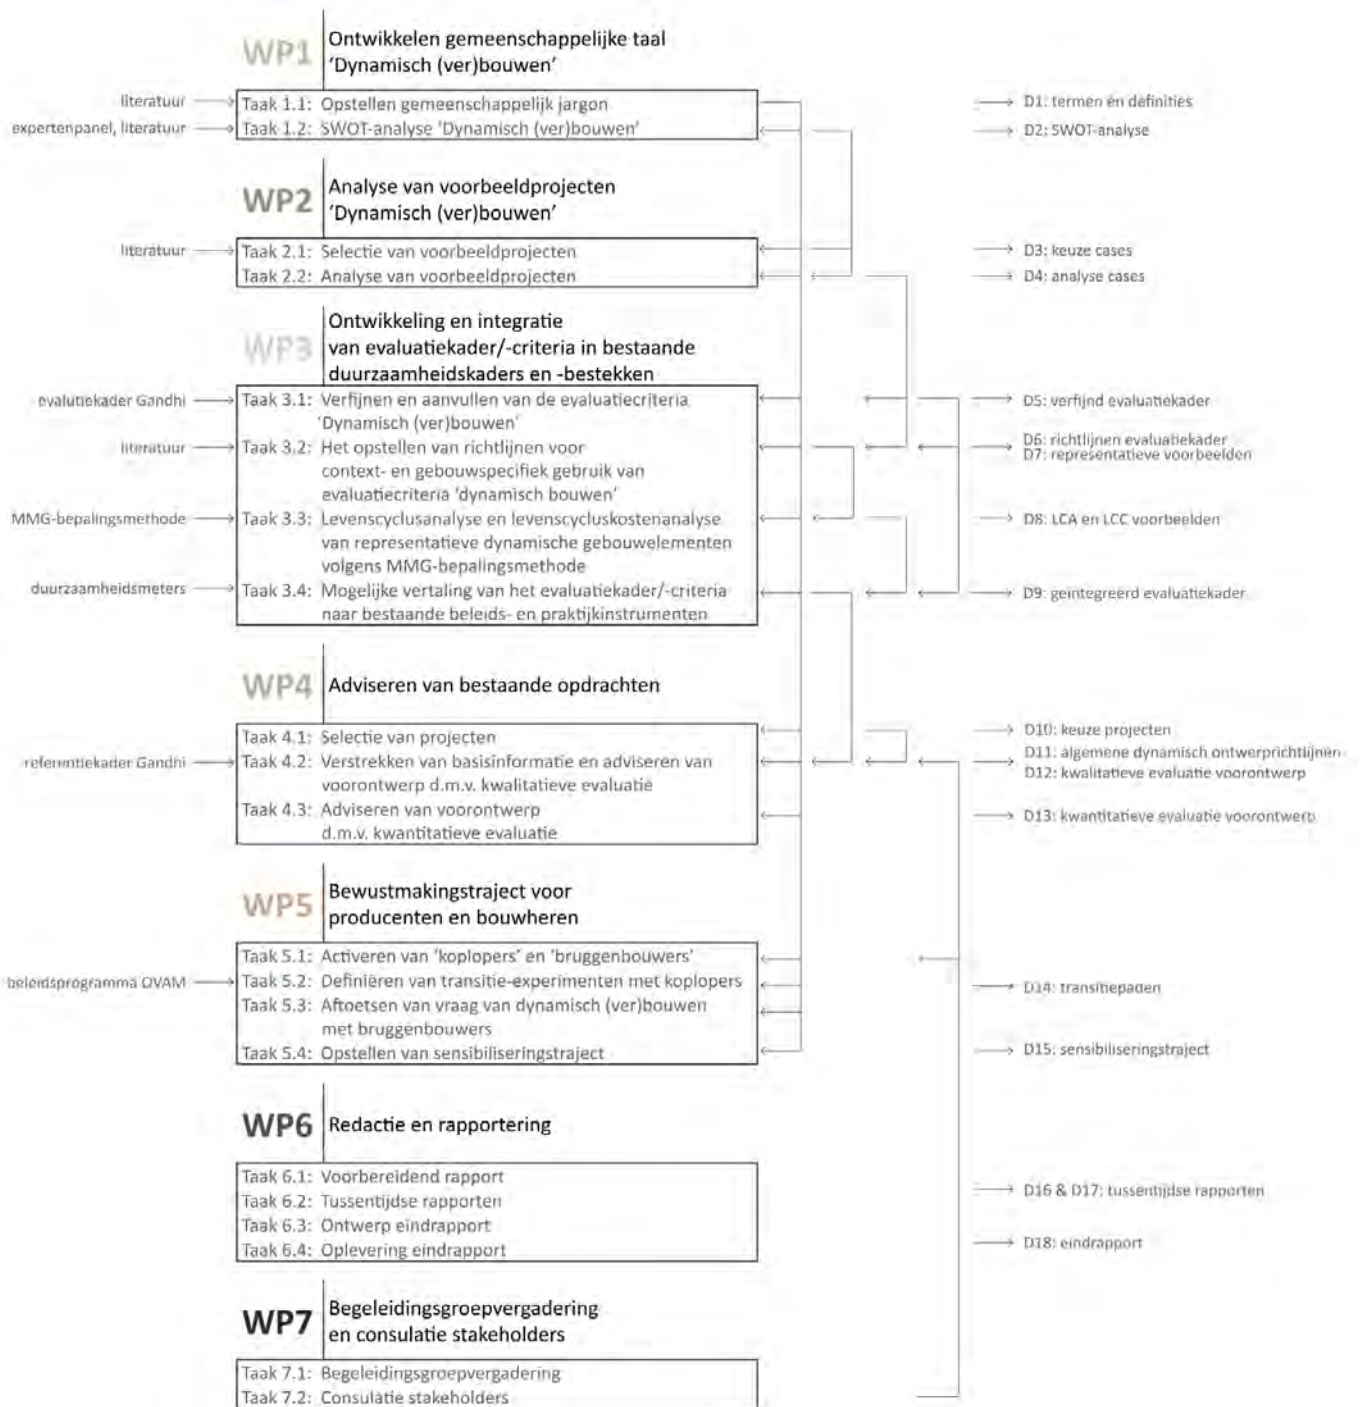 WP1
Ontwikkelen gemeenschappelijke taal
‘Dynamisch (ver)bouwen’
literatuur
Taak 1.1: Opstellen gemeenschappelijk jargon
D1: termen en definities
expertenpanel, literatuur
Taak 1.2: SWOT-analyse ‘Dynamisch (ver)bouwen’
D2: SWOT-analyse
WP2
Analyse van voorbeeldprojecten
‘Dynamisch (ver)bouwen’
literatuur
Taak 2.1: Selectie van voorbeeldprojecten
D3: keuze cases
Taak 2.2: Analyse van voorbeeldprojecten
D4: analyse cases
WP3
Ontwikkeling en integratie
van evaluatiekader/-criteria in bestaande
duurzaamheidskaders en -bestekken
evalutiekader Gandhi
Taak 3.1: Verfijnen en aanvullen van de evaluatiecriteria
‘Dynamisch (ver)bouwen’
D5: verfijnd evaluatiekader
literatuur
Taak 3.2: Het opstellen van richtlijnen voor
context- en gebouwspecifiek gebruik van
evaluatiecriteria ‘dynamisch bouwen’
D6: richtlijnen evaluatiekader
D7: representatieve voorbeelden
MMG-bepalingsmethode
Taak 3.3: Levenscyclusanalyse en levenscycluskostenanalyse
van representatieve dynamische gebouwelementen
volgens MMG-bepalingsmethode
D8: LCA en LCC voorbeelden
duurzaamheidsmeters
Taak 3.4: Mogelijke vertaling van het evaluatiekader/-criteria
naar bestaande beleids- en praktijkinstrumenten
D9: geïntegreerd evaluatiekader
WP4
Adviseren van bestaande opdrachten
Taak 4.1: Selectie van projecten
D10: keuze projecten
referentiekader Gandhi
Taak 4.2: Verstrekken van basisinformatie en adviseren van
voorontwerp d.m.v. kwalitatieve evaluatie
D11: algemene dynamisch ontwerprichtlijnen
D12: kwalitatieve evaluatie voorontwerp
Taak 4.3: Adviseren van voorontwerp
d.m.v. kwantitatieve evaluatie
D13: kwantitatieve evaluatie voorontwerp
WP5
Bewustmakingstraject voor
producenten en bouwheren
Taak 5.1: Activeren van ‘koplopers’ en ‘bruggenbouwers’
beleidsprogramma OVAM
Taak 5.2: Definiëren van transitie-experimenten met koplopers
D14: transitiepaden
Taak 5.3: Aftoetsen van vraag van dynamisch (ver)bouwen
met bruggenbouwers
Taak 5.4: Opstellen van sensibiliseringstraject
D15: sensibiliseringstraject
WP6
Redactie en rapportering
Taak 6.1: Voorbereidend rapport
Taak 6.2: Tussentijdse rapporten
D16 & D17: tussentijdse rapporten
Taak 6.3: Ontwerp eindrapport
Taak 6.4: Oplevering eindrapport
D18: eindrapport
WP7
Begeleidingsgroepvergadering
en consulatie stakeholders
Taak 7.1: Begeleidingsgroepvergadering
Taak 7.2: Consulatie stakeholders